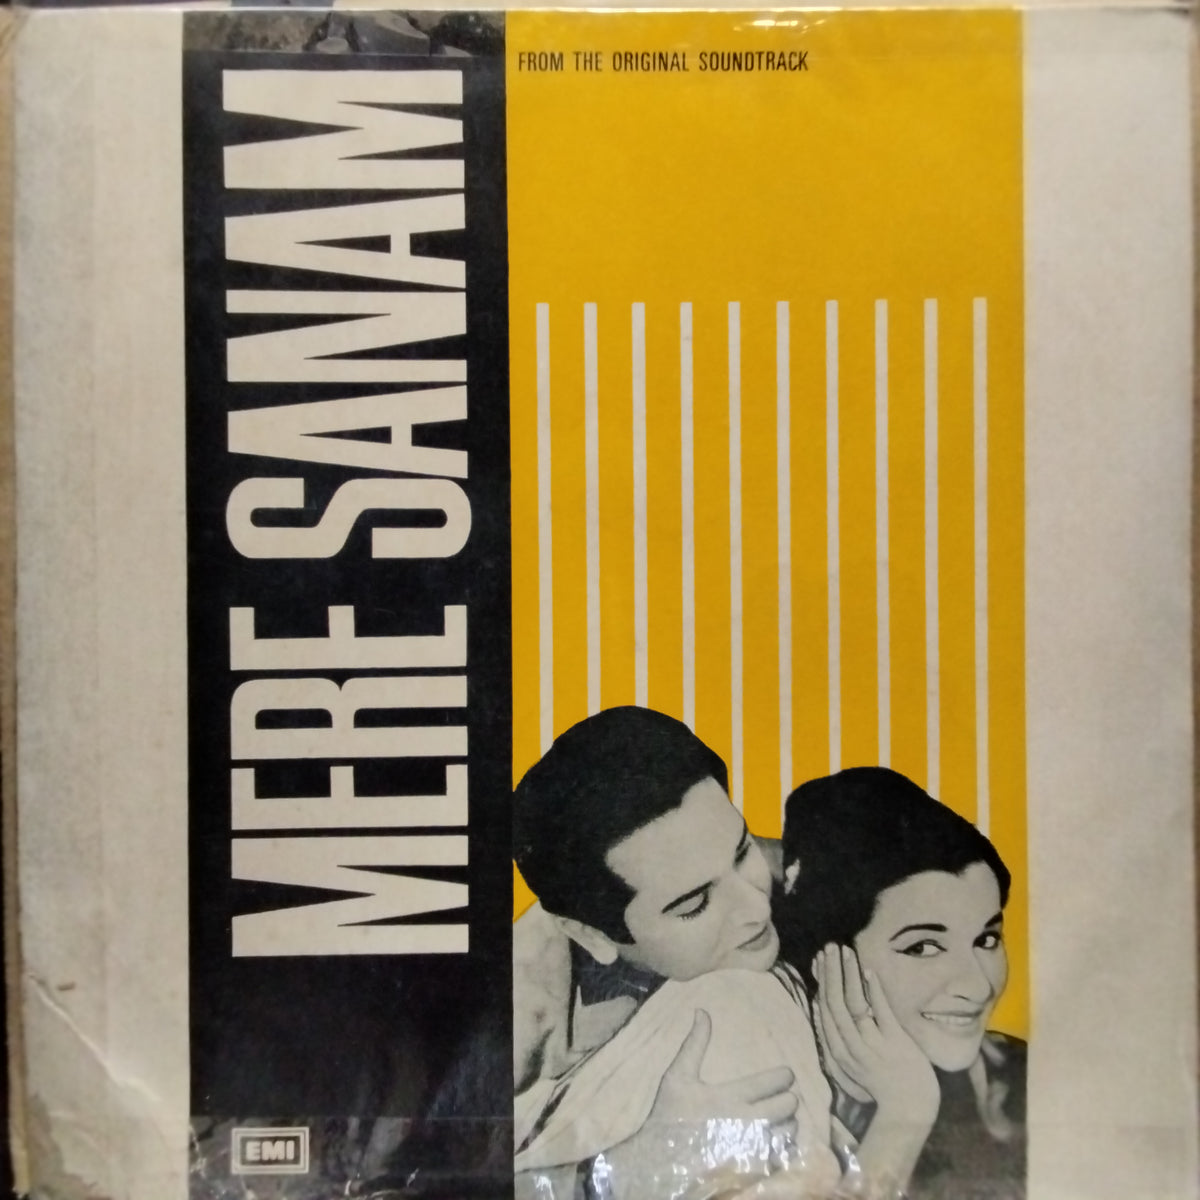 FROM THE ORIGINAL SOUNDTRACK
MERE SANAM
EMI